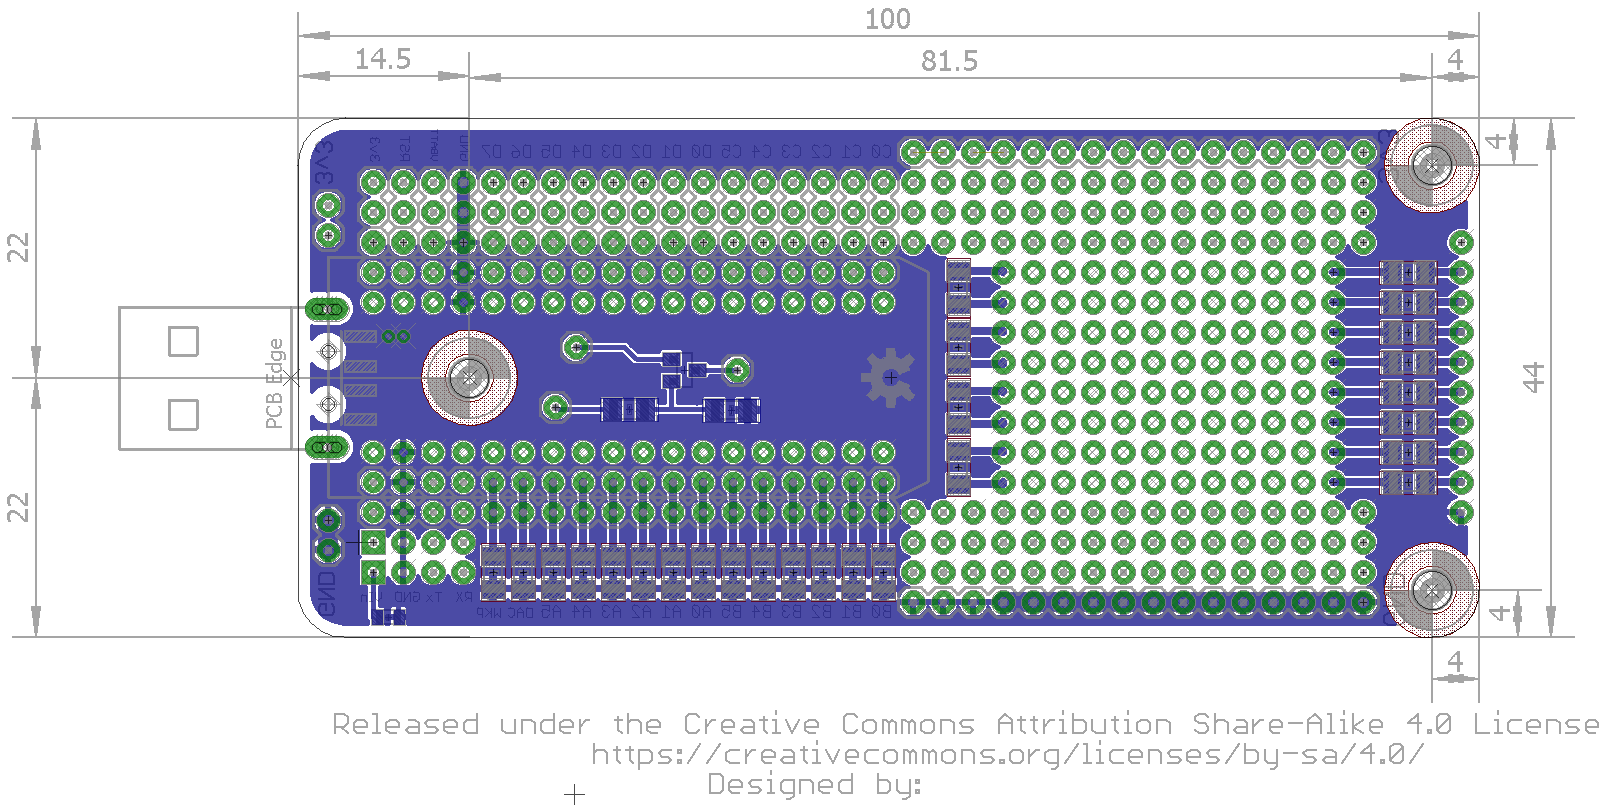 100
14.5
81.5
4
4
3V3
3V3 RST VBAT D7 D6 D5 D4 D3 D2 D1 D0 C5 C4 C3 C2 C1 C0
22
PCB Edge
44
22
GND
GND Tx RX WKP DAC A5 A4 A3 A2 A1 A0 B5 B4 B3 B2 B1 B0
4
4
Released under the Creative Commons Attribution Share-Alike 4.0 License
https://creativecommons.org/licenses/by-sa/4.0/
Designed by: